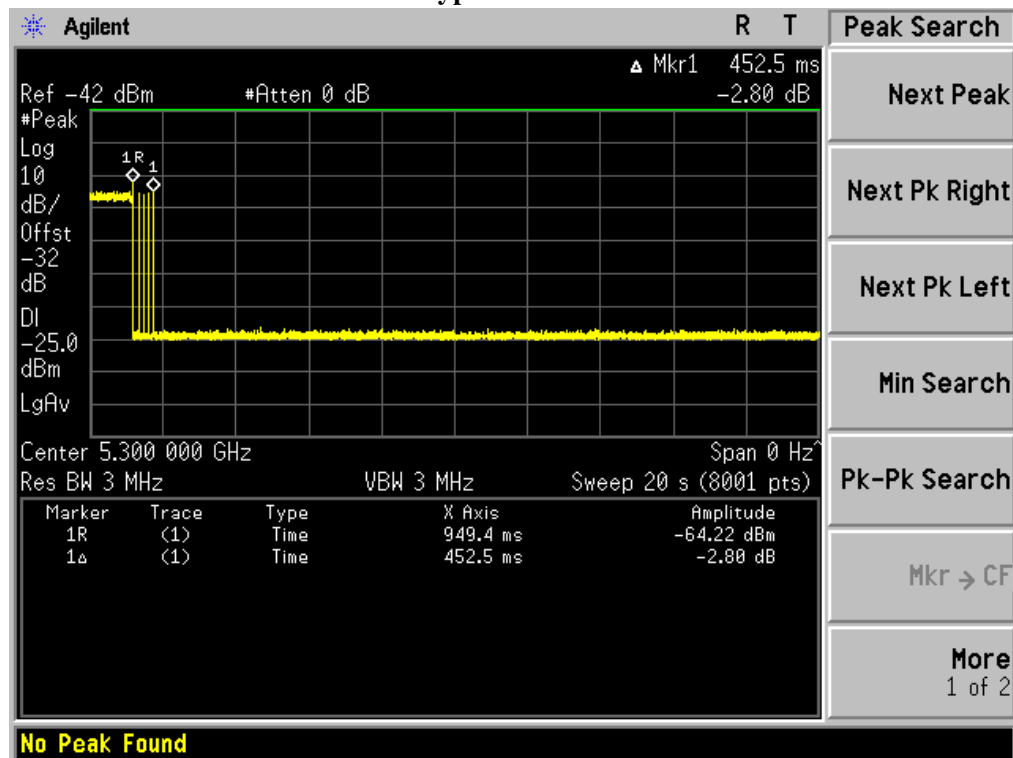 Agilent R T Peak Search
▵ Mkr1 452.5 ms
Ref -42 dBm #Atten 0 dB -2.80 dB
#Peak
Log
10
dB/
Offst
-32
dB
DI
-25.0
dBm
LgAv
1R
1
Center 5.300 000 GHz Span 0 Hz^
Res BW 3 MHz VBW 3 MHz Sweep 20 s (8001 pts)
Marker Trace Type X Axis Amplitude
1R (1) Time 949.4 ms -64.22 dBm
1▵ (1) Time 452.5 ms -2.80 dB
Next Peak
Next Pk Right
Next Pk Left
Min Search
Pk-Pk Search
Mkr → CF
More
1 of 2
No Peak Found